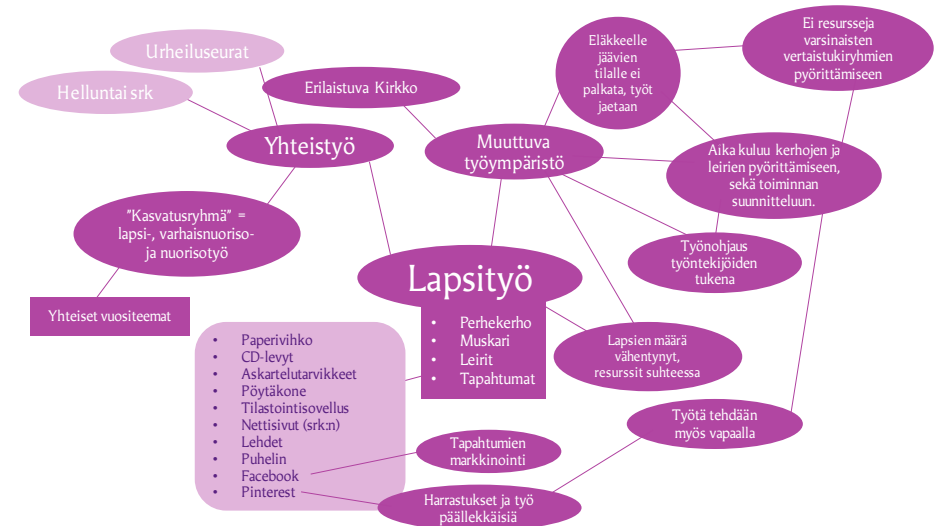 Urheiluseurat
Helluntai srk
Erilaistuva Kirkko
Yhteistyö
"Kasvatusryhmä" =
lapsi-, varhaisnuoriso-
ja nuorisotyö
Yhteiset vuositeemat
Eläkkeelle
jäävien
tilalle ei
palkata, työt
jaetaan
Ei resursseja
varsinaisten
vertaistukiryhmien
pyörittämiseen
Muuttuva
työympäristö
Aika kuluu kerhojen ja
leirien pyörittämiseen,
sekä toiminnan
suunnitteluun.
Työnohjaus
työntekijöiden
tukena
Lapsityö
• Perhekerho
• Muskari
• Leirit
• Tapahtumat
Lapsien määrä
vähentynyt,
resurssit suhteessa
• Paperivihko
• CD-levyt
• Askartelutarvikkeet
• Pöytäkone
• Tilastointisovellus
• Nettisivut (srk:n)
• Lehdet
• Puhelin
• Facebook
• Pinterest
Työtä tehdään
myös vapaalla
Tapahtumien
markkinointi
Harrastukset ja työ
päällekkäisiä